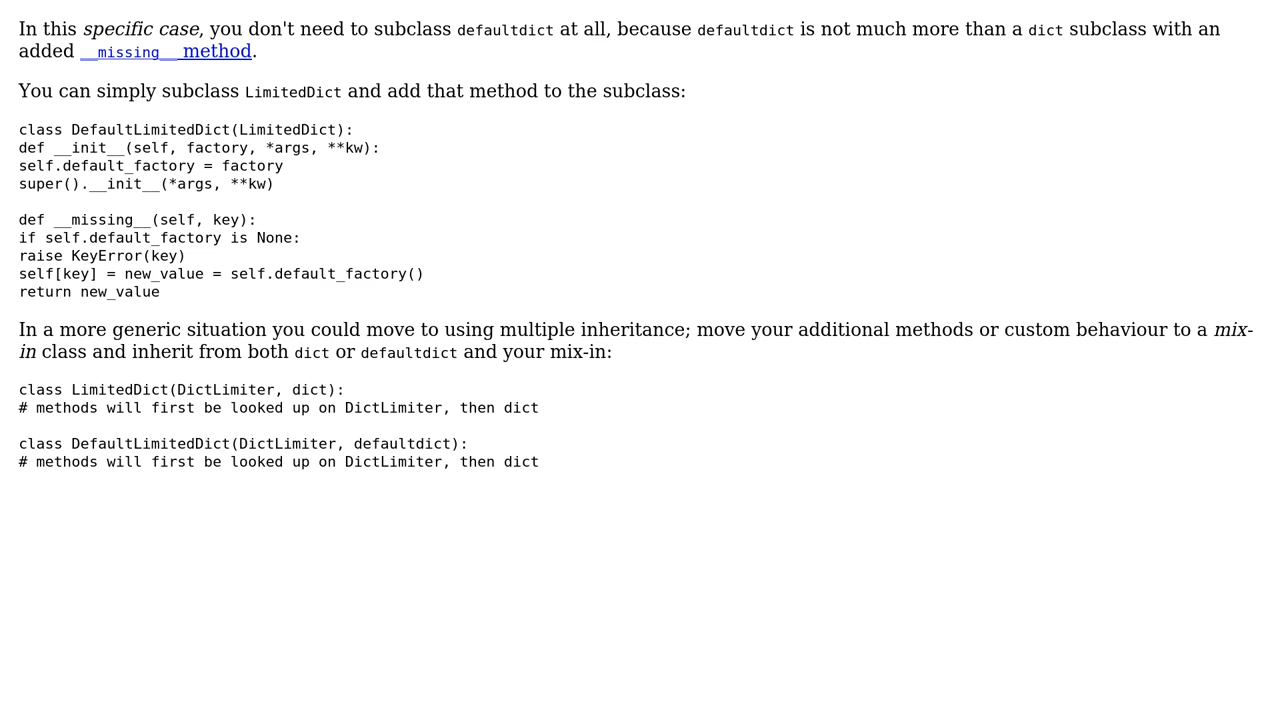 In this specific case, you don't need to subclass defaultdict at all, because defaultdict is not much more than a dict subclass with an
added __missing__ method.
You can simply subclass LimitedDict and add that method to the subclass:
class DefaultLimitedDict(LimitedDict):
def __init__(self, factory, *args, **kw):
self.default_factory = factory
super().__init__(*args, **kw)
def __missing__(self, key):
if self.default_factory is None:
raise KeyError(key)
self[key] = new_value = self.default_factory()
return new_value
In a more generic situation you could move to using multiple inheritance; move your additional methods or custom behaviour to a mix-
in class and inherit from both dict or defaultdict and your mix-in:
class LimitedDict(DictLimiter, dict):
# methods will first be looked up on DictLimiter, then dict
class DefaultLimitedDict(DictLimiter, defaultdict):
# methods will first be looked up on DictLimiter, then dict